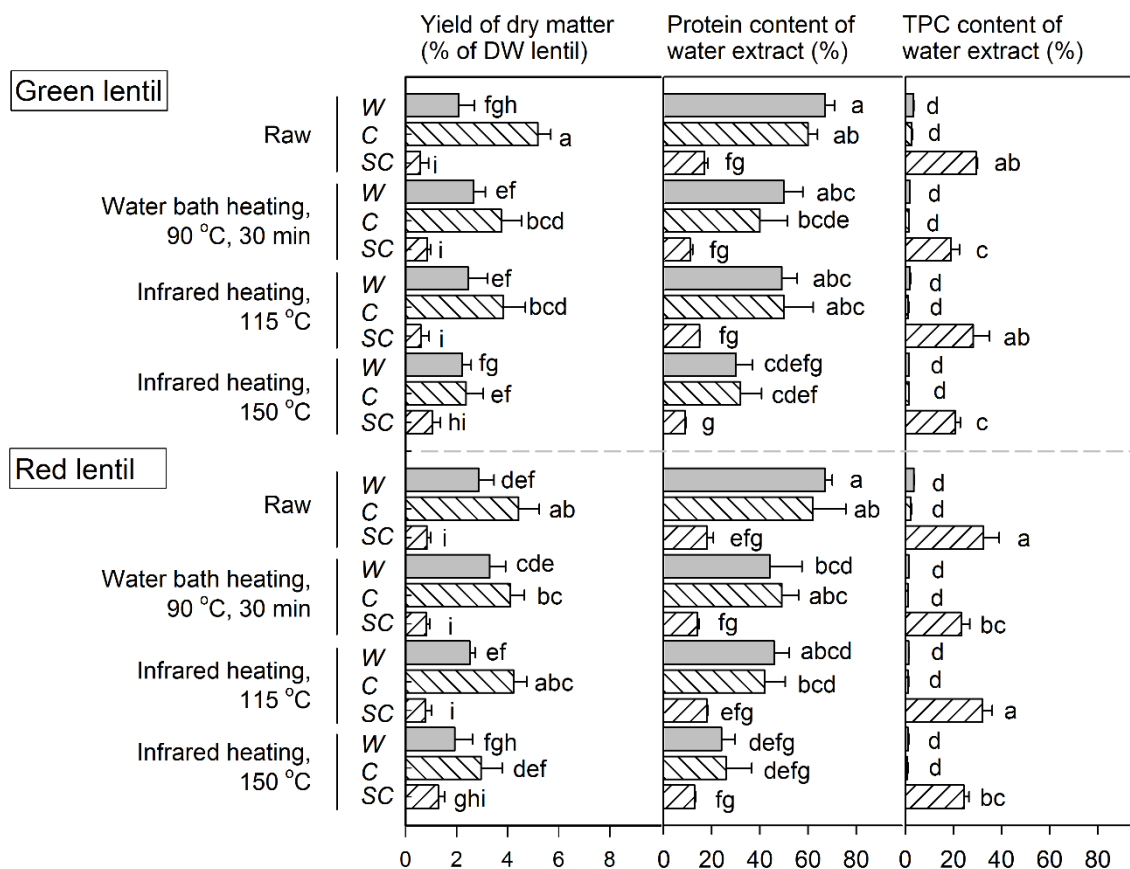 Yield of dry matter Protein content of TPC content of
(% of DW lentil) water extract (%) water extract (%)
Green lentil
W fgh a d
Raw C a ab d
SC i fg ab
Water bath heating, W ef abc d
90 °C, 30 min C bcd bcde d
SC i fg c
Infrared heating, W ef abc d
115 °C C bcd abc d
SC i fg ab
Infrared heating, W fg cdefg d
150 °C C ef cdef d
SC hi g c
Red lentil
W def a d
Raw C ab ab d
SC i efg a
Water bath heating, W cde bcd d
90 °C, 30 min C bc abc d
SC i fg bc
Infrared heating, W ef abcd d
115 °C C abc bcd d
SC i efg a
Infrared heating, W fgh defg d
150 °C C def defg d
SC ghi fg bc
0 2 4 6 8 0 20 40 60 80 0 20 40 60 80